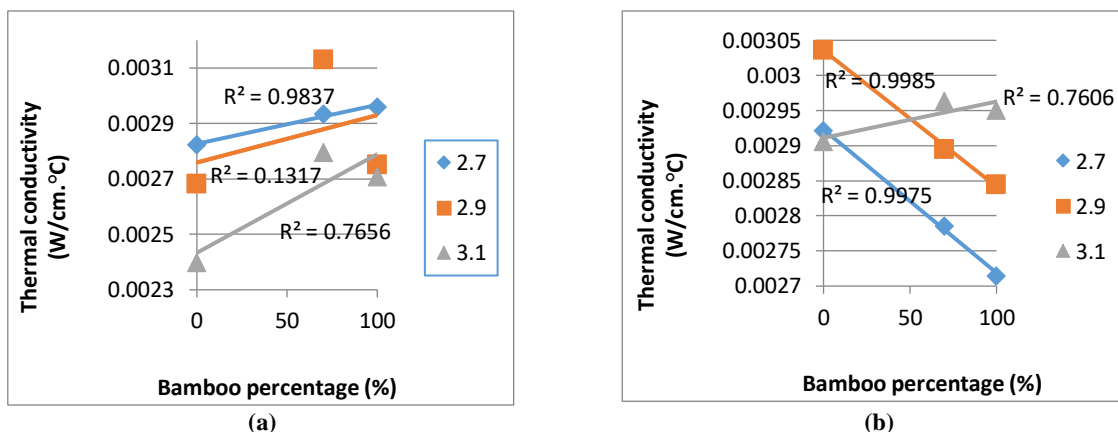 Thermal conductivity
(W/cm.°C)
0.0031
0.0029
0.0027
0.0025
0.0023
R² = 0.9837
R² = 0.1317
R² = 0.7656
0
50
100
2.7
2.9
3.1
Bamboo percentage (%)
(a)
Thermal conductivity
(W/cm.°C)
0.00305
0.003
0.00295
0.0029
0.00285
0.0028
0.00275
0.0027
R² = 0.9985
R² = 0.7606
R² = 0.9975
0
50
100
2.7
2.9
3.1
Bamboo percentage (%)
(b)